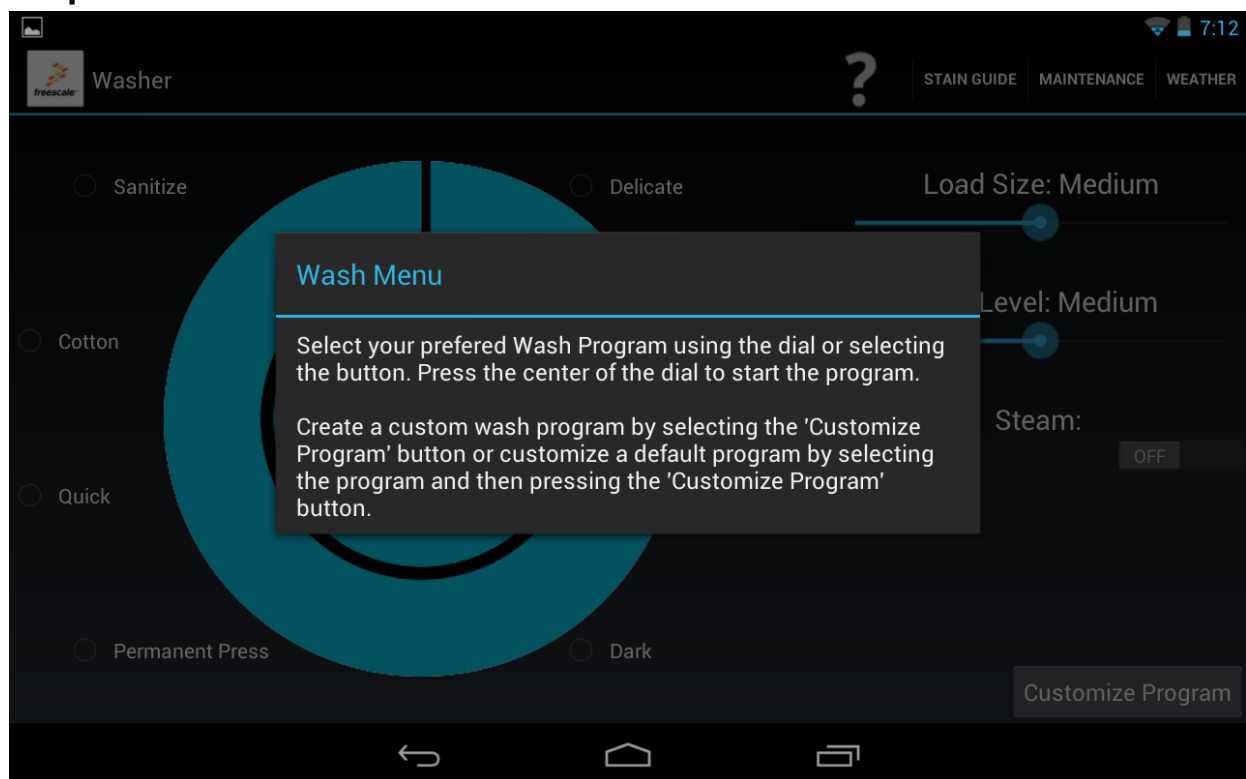 7:12
freescale
Washer
?
STAIN GUIDE
MAINTENANCE
WEATHER
Sanitize
Delicate
Load Size: Medium
Wash Menu
Level: Medium
Cotton
Select your prefered Wash Program using the dial or selecting
the button. Press the center of the dial to start the program.
Create a custom wash program by selecting the 'Customize
Program' button or customize a default program by selecting
the program and then pressing the 'Customize Program'
button.
Steam:
OFF
Quick
Permanent Press
Dark
Customize Program